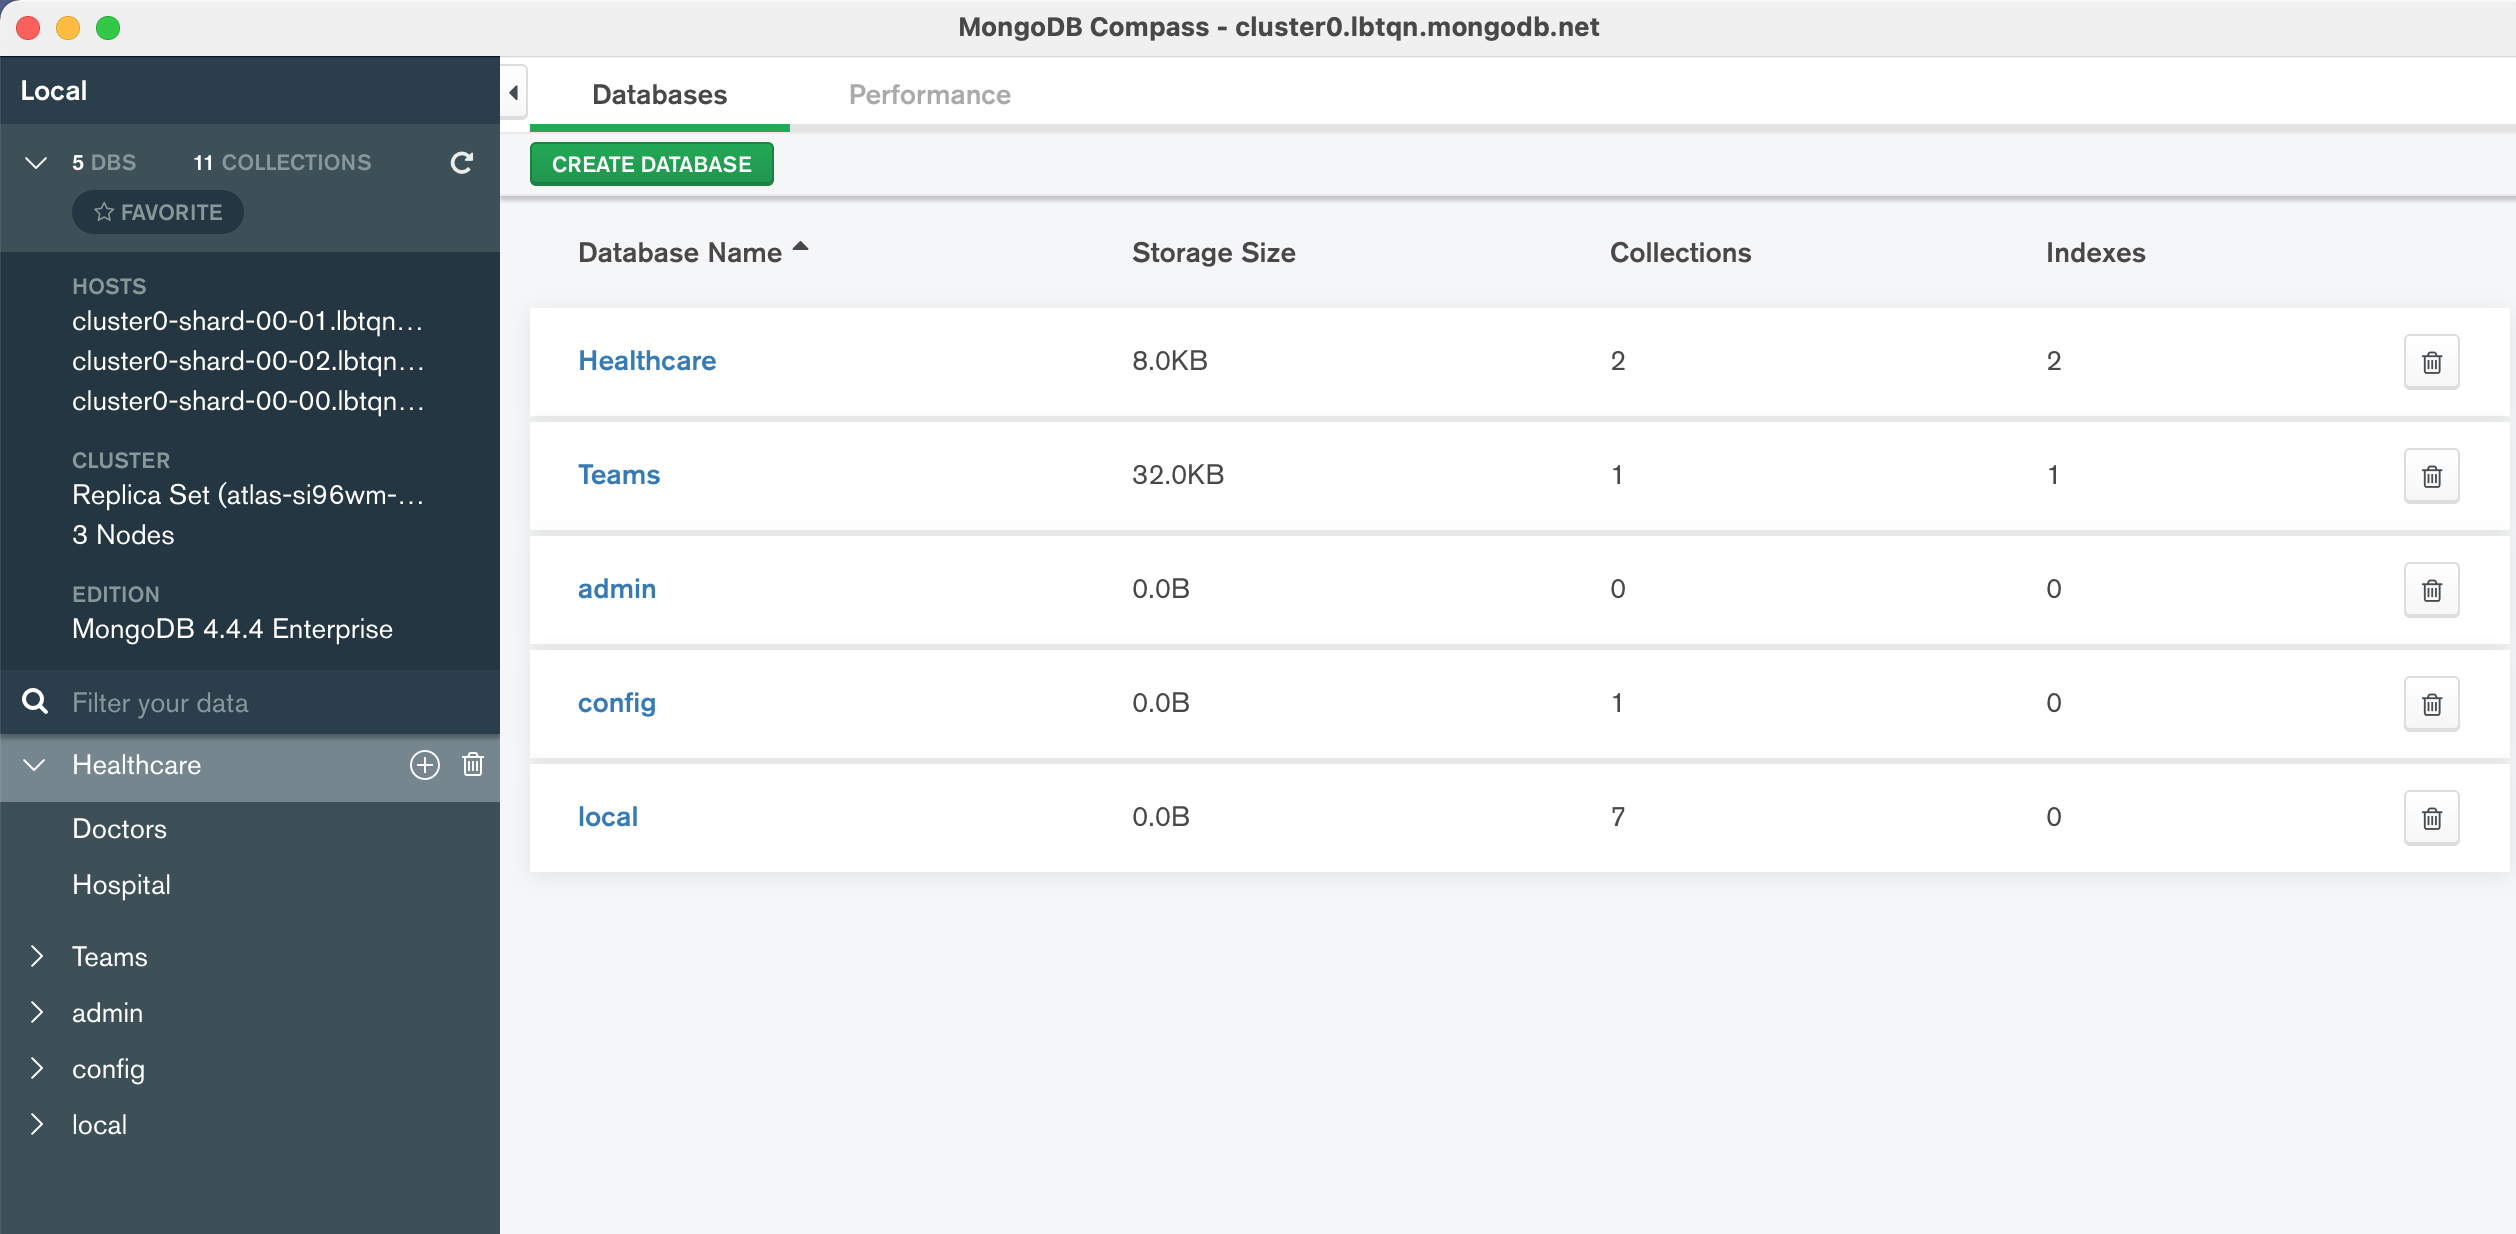 MongoDB Compass - cluster0.lbtqn.mongodb.net
Local
5 DBS 11 COLLECTIONS
FAVORITE
HOSTS
cluster0-shard-00-01.lbtqn...
cluster0-shard-00-02.lbtqn...
cluster0-shard-00-00.lbtqn...
CLUSTER
Replica Set (atlas-si96wm-...
3 Nodes
EDITION
MongoDB 4.4.4 Enterprise
Filter your data
Healthcare
Doctors
Hospital
Teams
admin
config
local
Databases Performance
CREATE DATABASE
Database Name Storage Size Collections Indexes
Healthcare 8.0KB 2 2
Teams 32.0KB 1 1
admin 0.0B 0 0
config 0.0B 1 0
local 0.0B 7 0